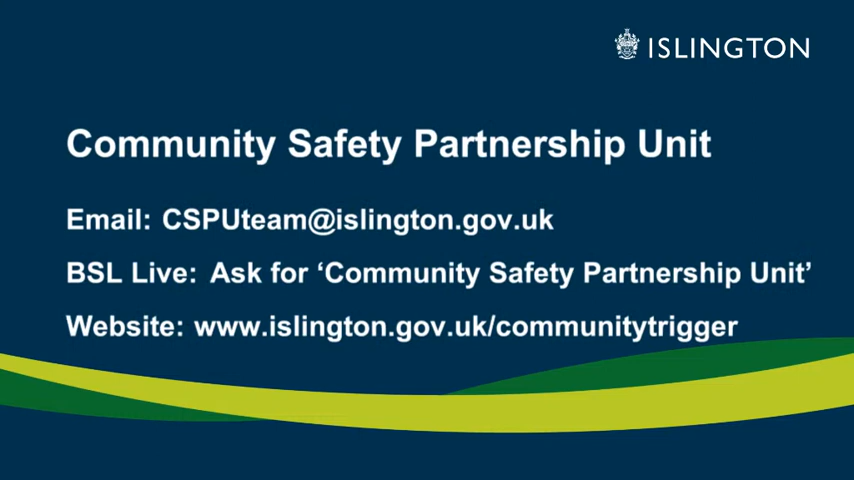 ISLINGTON
Community Safety Partnership Unit
Email: CSPUteam@islington.gov.uk
BSL Live: Ask for ‘Community Safety Partnership Unit’
Website: www.islington.gov.uk/communitytrigger